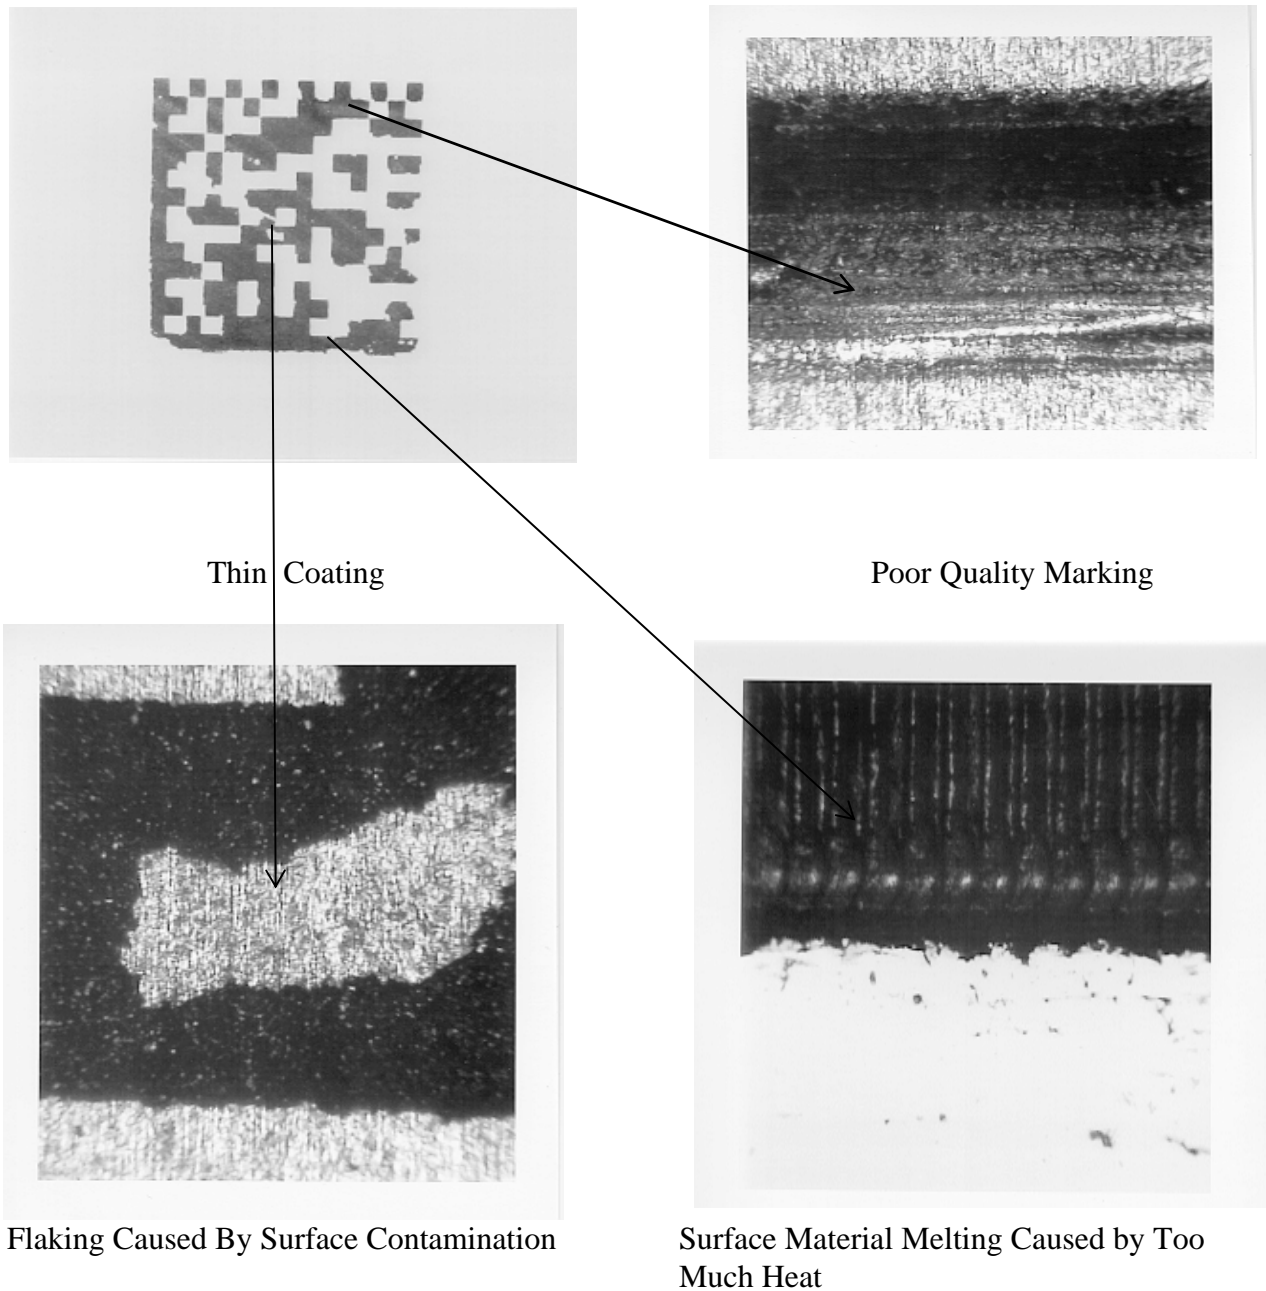 Thin Coating
Poor Quality Marking
Flaking Caused By Surface Contamination
Surface Material Melting Caused by Too
Much Heat